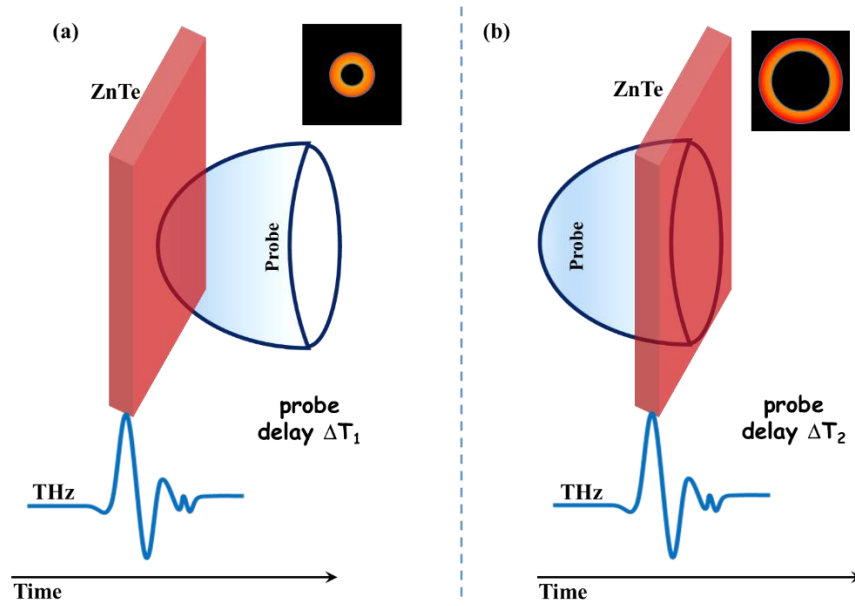 (a)
ZnTe
Probe
probe
delay ΔT₁
THz
Time
(b)
ZnTe
Probe
probe
delay ΔT₂
THz
Time